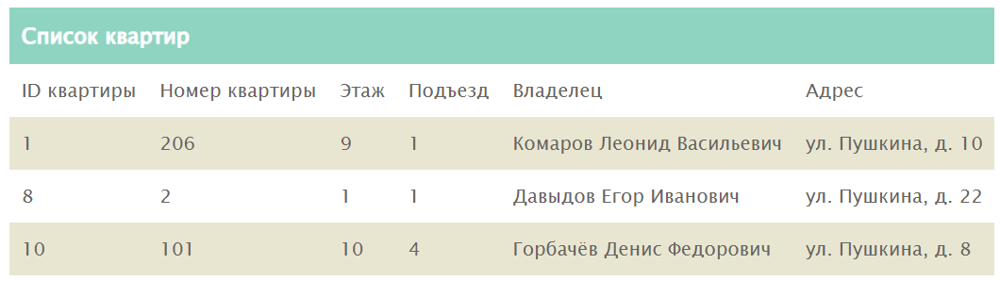 Список квартир
ID квартиры Номер квартиры Этаж Подъезд Владелец Адрес
1 206 9 1 Комаров Леонид Васильевич ул. Пушкина, д. 10
8 2 1 1 Давыдов Егор Иванович ул. Пушкина, д. 22
10 101 10 4 Горбачёв Денис Федорович ул. Пушкина, д. 8